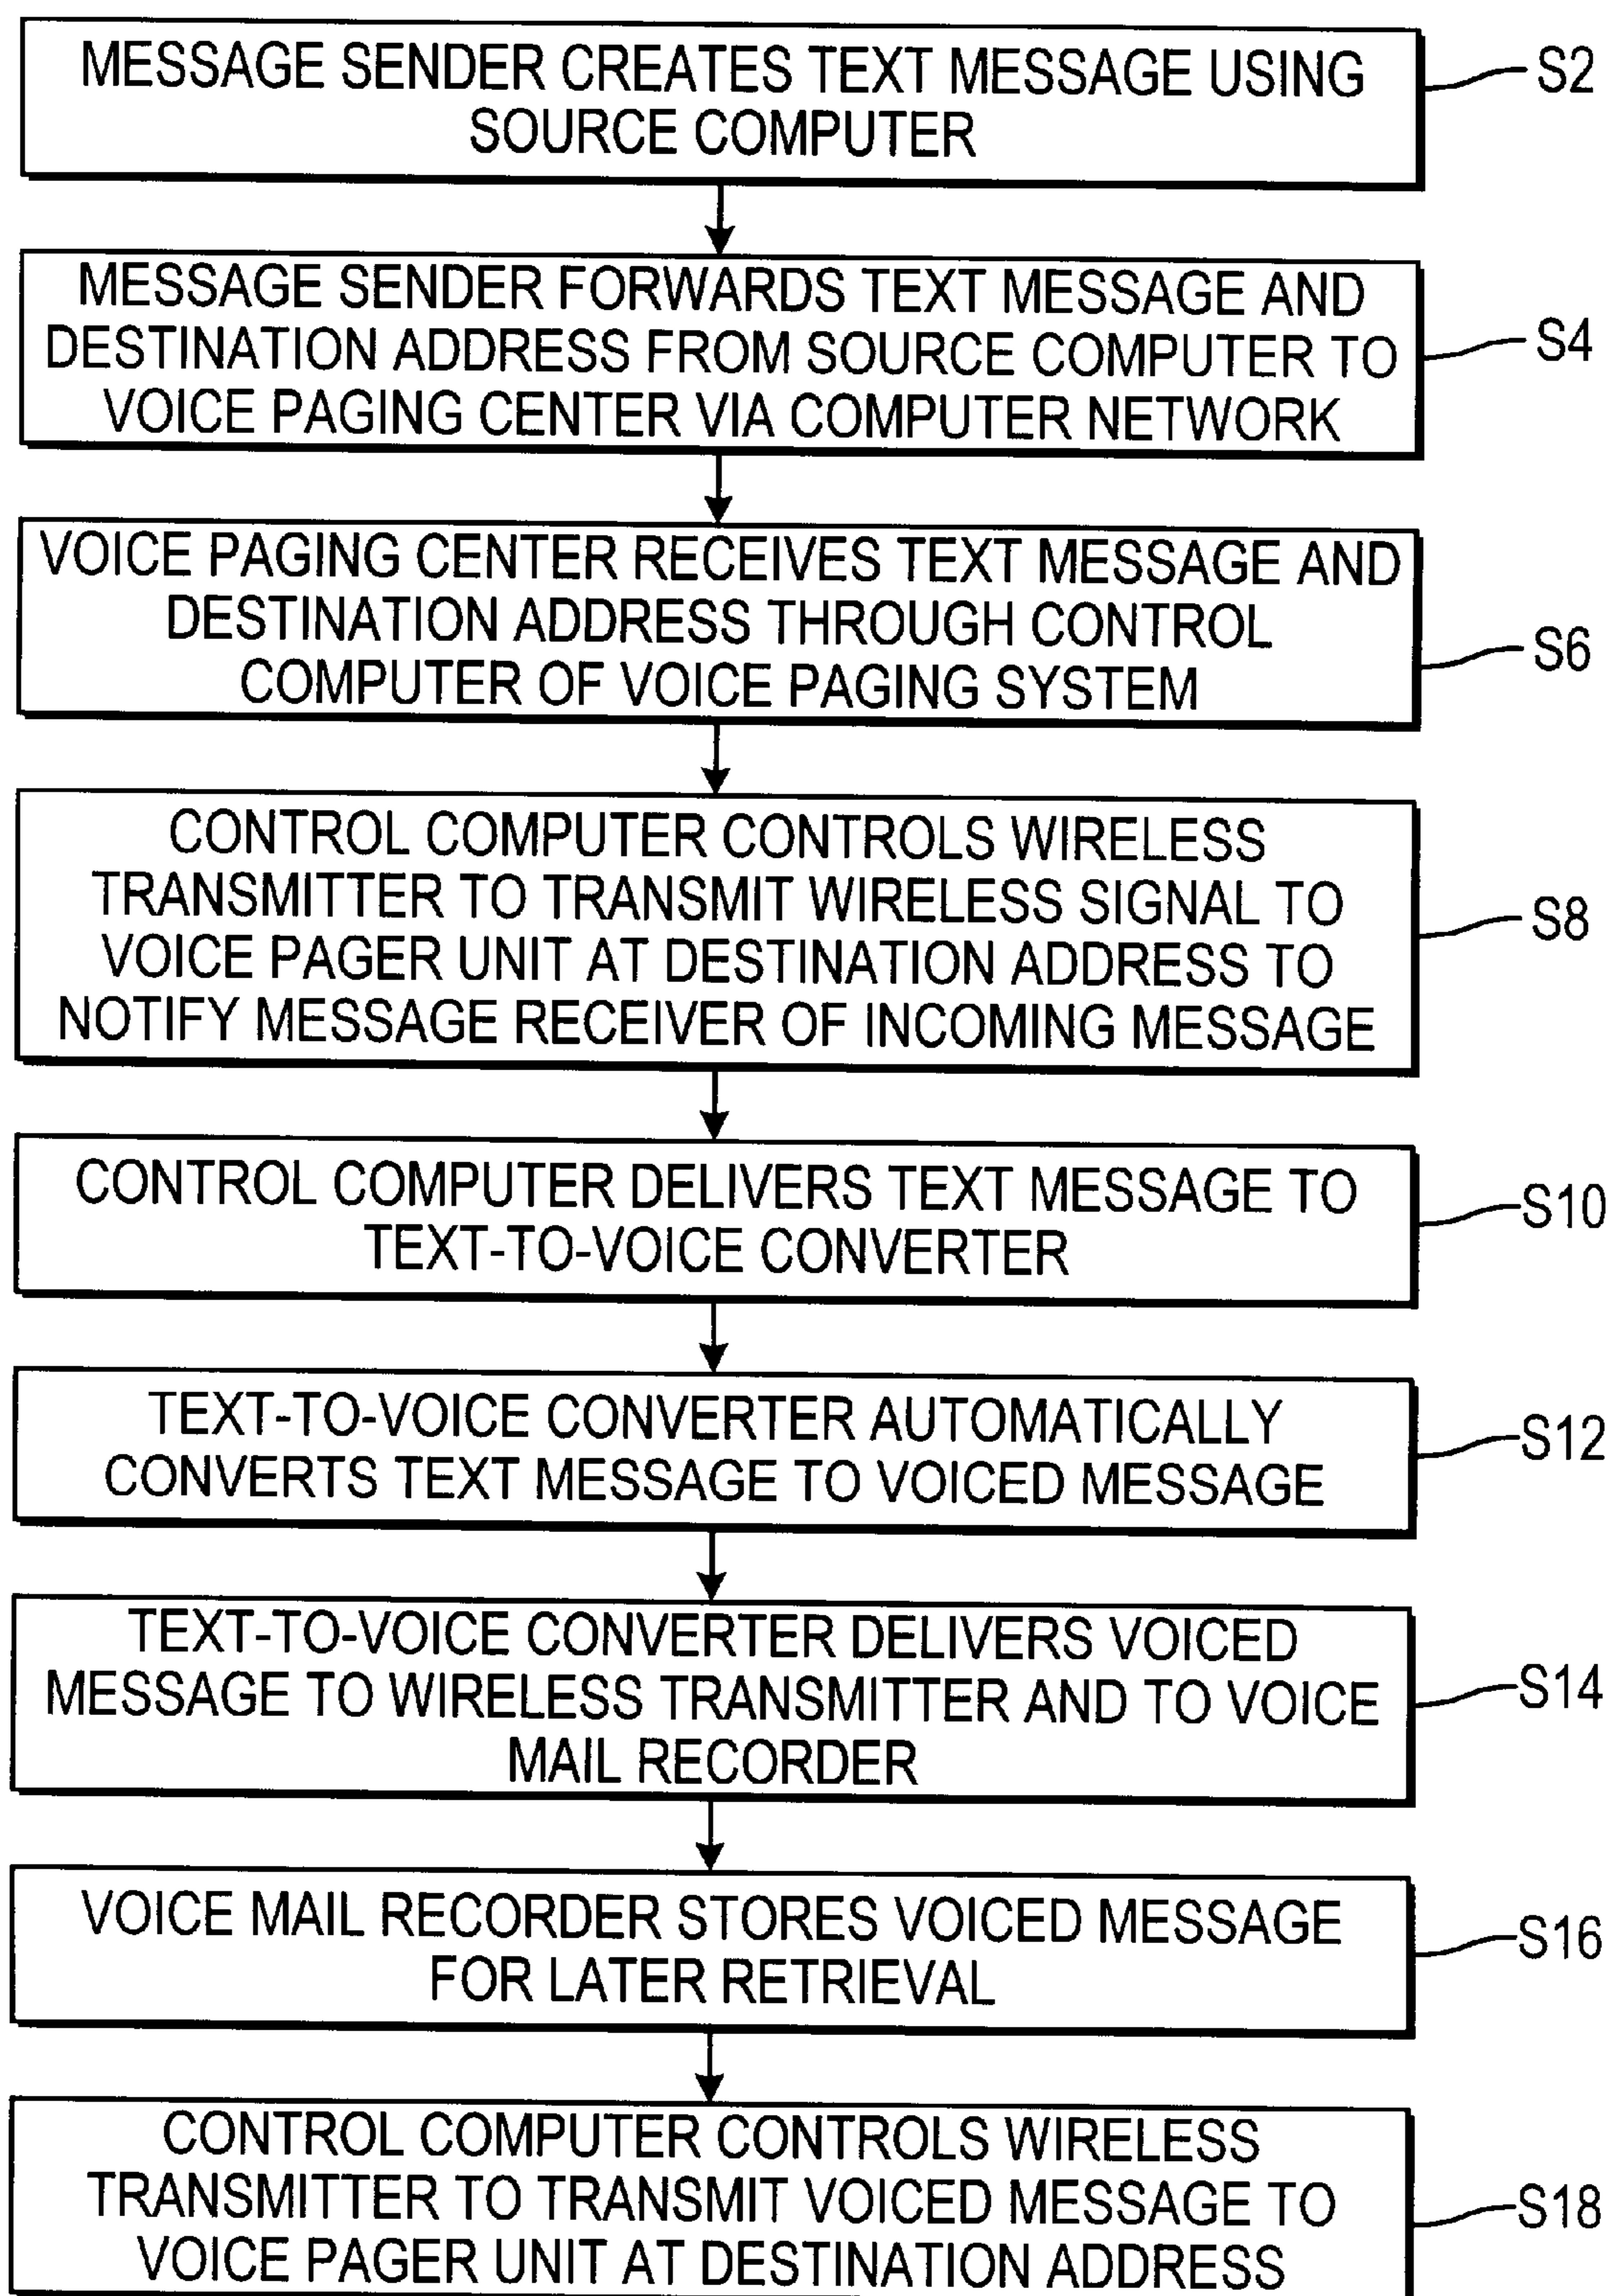 MESSAGE SENDER CREATES TEXT MESSAGE USING
SOURCE COMPUTER
S2
MESSAGE SENDER FORWARDS TEXT MESSAGE AND
DESTINATION ADDRESS FROM SOURCE COMPUTER TO
VOICE PAGING CENTER VIA COMPUTER NETWORK
S4
VOICE PAGING CENTER RECEIVES TEXT MESSAGE AND
DESTINATION ADDRESS THROUGH CONTROL
COMPUTER OF VOICE PAGING SYSTEM
S6
CONTROL COMPUTER CONTROLS WIRELESS
TRANSMITTER TO TRANSMIT WIRELESS SIGNAL TO
VOICE PAGER UNIT AT DESTINATION ADDRESS TO
NOTIFY MESSAGE RECEIVER OF INCOMING MESSAGE
S8
CONTROL COMPUTER DELIVERS TEXT MESSAGE TO
TEXT-TO-VOICE CONVERTER
S10
TEXT-TO-VOICE CONVERTER AUTOMATICALLY
CONVERTS TEXT MESSAGE TO VOICED MESSAGE
S12
TEXT-TO-VOICE CONVERTER DELIVERS VOICED
MESSAGE TO WIRELESS TRANSMITTER AND TO VOICE
MAIL RECORDER
S14
VOICE MAIL RECORDER STORES VOICED MESSAGE
FOR LATER RETRIEVAL
S16
CONTROL COMPUTER CONTROLS WIRELESS
TRANSMITTER TO TRANSMIT VOICED MESSAGE TO
VOICE PAGER UNIT AT DESTINATION ADDRESS
S18